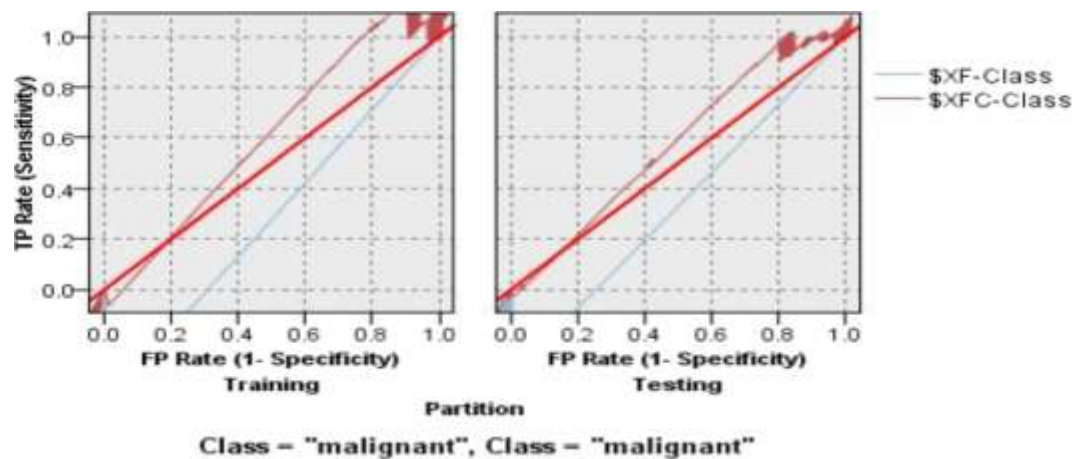 TP Rate (Sensitivity)
1.0
0.8
0.6
0.4
0.2
0.0
0.0 0.2 0.4 0.6 0.8 1.0
FP Rate (1- Specificity)
Training
0.0 0.2 0.4 0.6 0.8 1.0
FP Rate (1- Specificity)
Testing
Partition
Class = "malignant", Class = "malignant"
$XF-Class
$XFC-Class